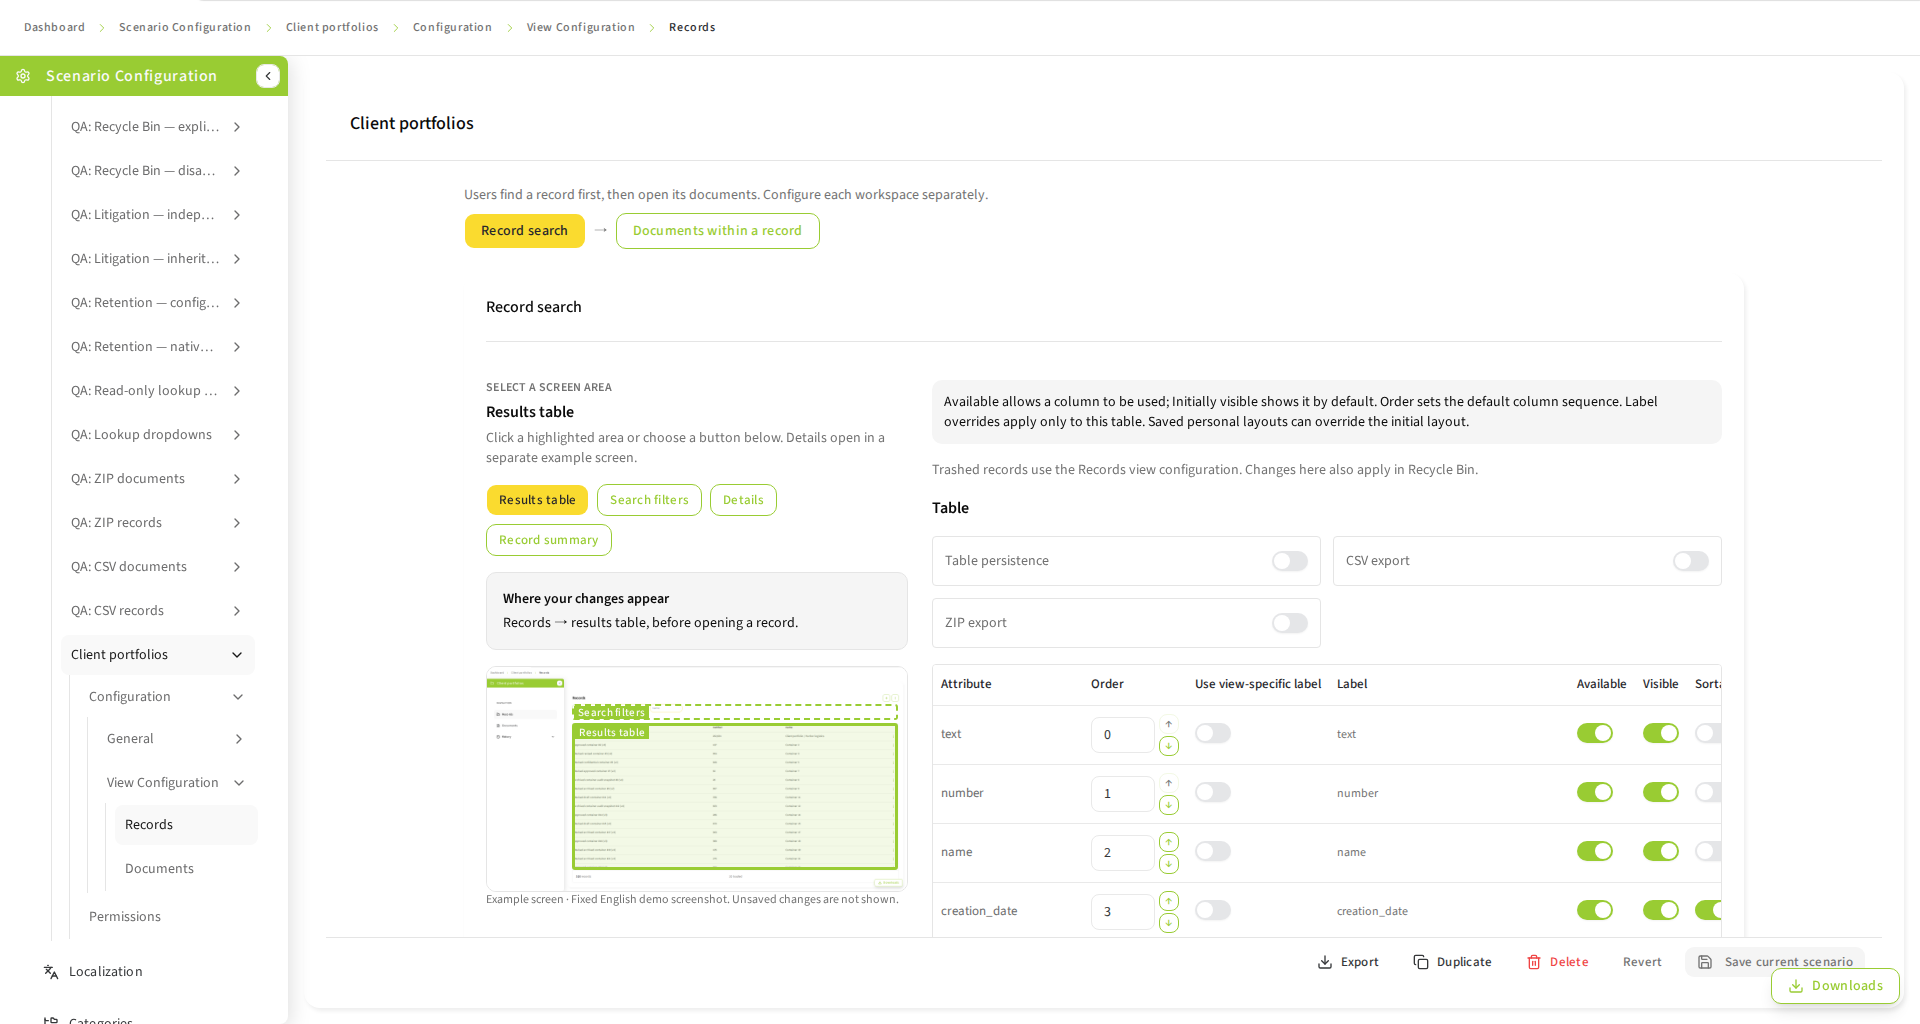 Dashboard > Scenario Configuration > Client portfolios > Configuration > View Configuration > Records
Scenario Configuration
QA: Recycle Bin — expli…
QA: Recycle Bin — disa…
QA: Litigation — indep…
QA: Litigation — inherit…
QA: Retention — config…
QA: Retention — nativ…
QA: Read-only lookup …
QA: Lookup dropdowns
QA: ZIP documents
QA: ZIP records
QA: CSV documents
QA: CSV records
Client portfolios
Configuration
General
View Configuration
Records
Documents
Permissions
Localization
Categories
Client portfolios
Users find a record first, then open its documents. Configure each workspace separately.
Record search → Documents within a record
Record search
SELECT A SCREEN AREA
Results table
Click a highlighted area or choose a button below. Details open in a
separate example screen.
Results table Search filters Details
Record summary
Where your changes appear
Records → results table, before opening a record.
Search filters
Results table
Example screen · Fixed English demo screenshot. Unsaved changes are not shown.
Available allows a column to be used; Initially visible shows it by default. Order sets the default column sequence. Label
overrides apply only to this table. Saved personal layouts can override the initial layout.
Trashed records use the Records view configuration. Changes here also apply in Recycle Bin.
Table
Table persistence CSV export
ZIP export
Attribute Order Use view-specific label Label Available Visible Sorta
text 0 text
number 1 number
name 2 name
creation_date 3 creation_date
Export Duplicate Delete Revert Save current scenario
Downloads